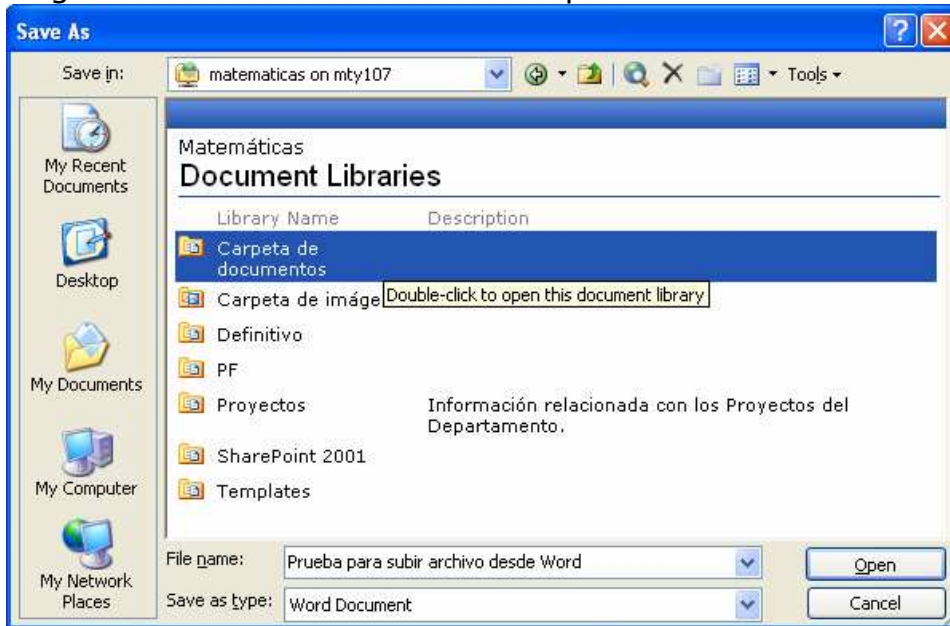 Save As
Save in:
matematicas on mty107
Tools
My Recent
Documents
Desktop
My Documents
My Computer
My Network
Places
Matemáticas
Document Libraries
Library Name Description
Carpeta de
documentos
Carpeta de imáge
Double-click to open this document library
Definitivo
PF
Proyectos Información relacionada con los Proyectos del
Departamento.
SharePoint 2001
Templates
File name: Prueba para subir archivo desde Word Open
Save as type: Word Document Cancel